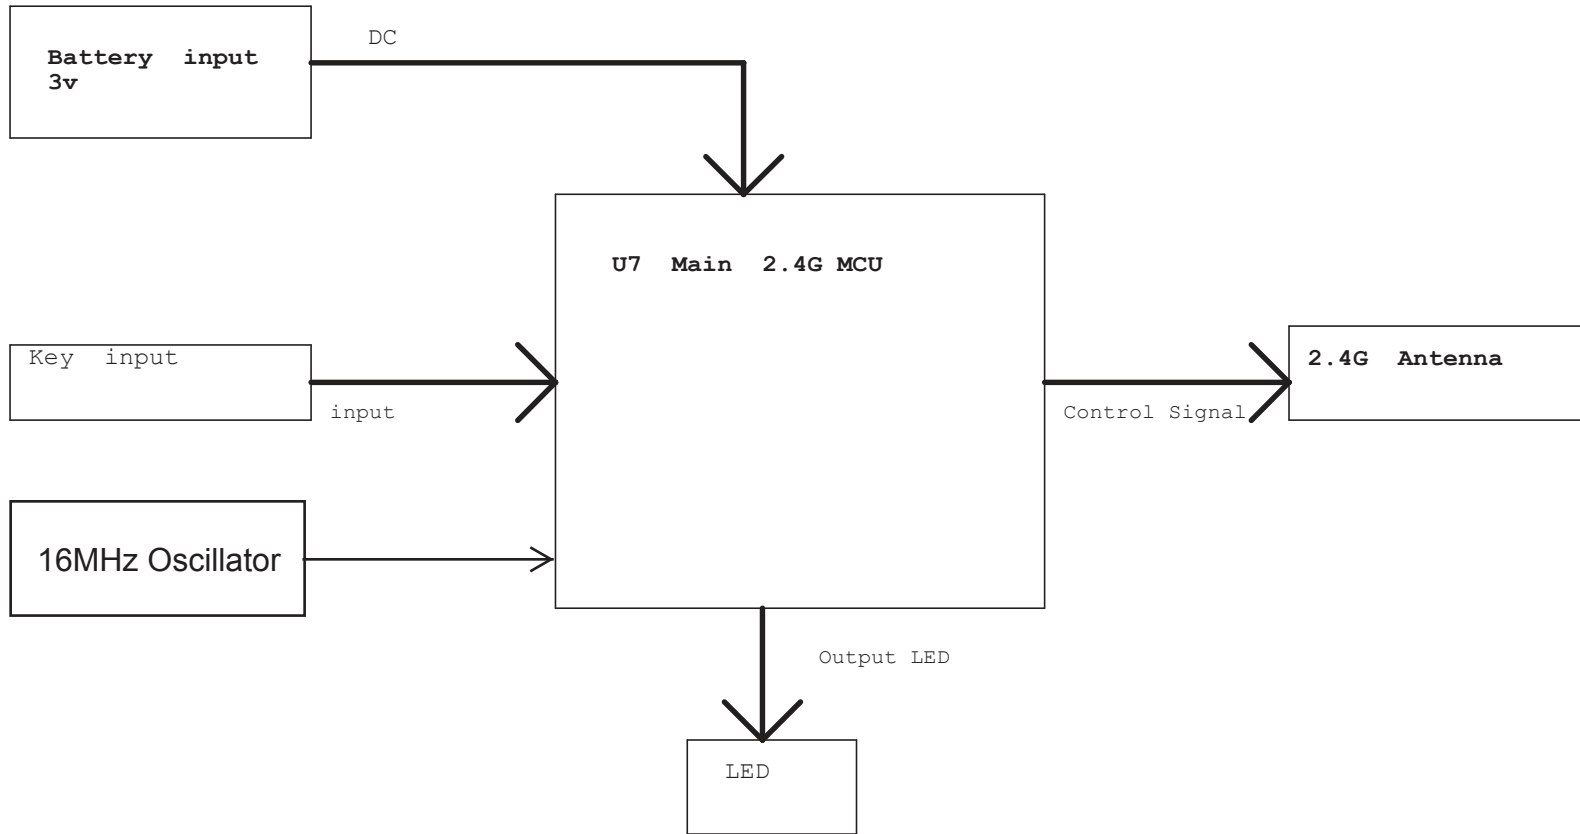 DC
Battery input
3v
U7 Main 2.4G MCU
Key input
2.4G Antenna
input
Control Signal
16MHz Oscillator
Output LED
LED